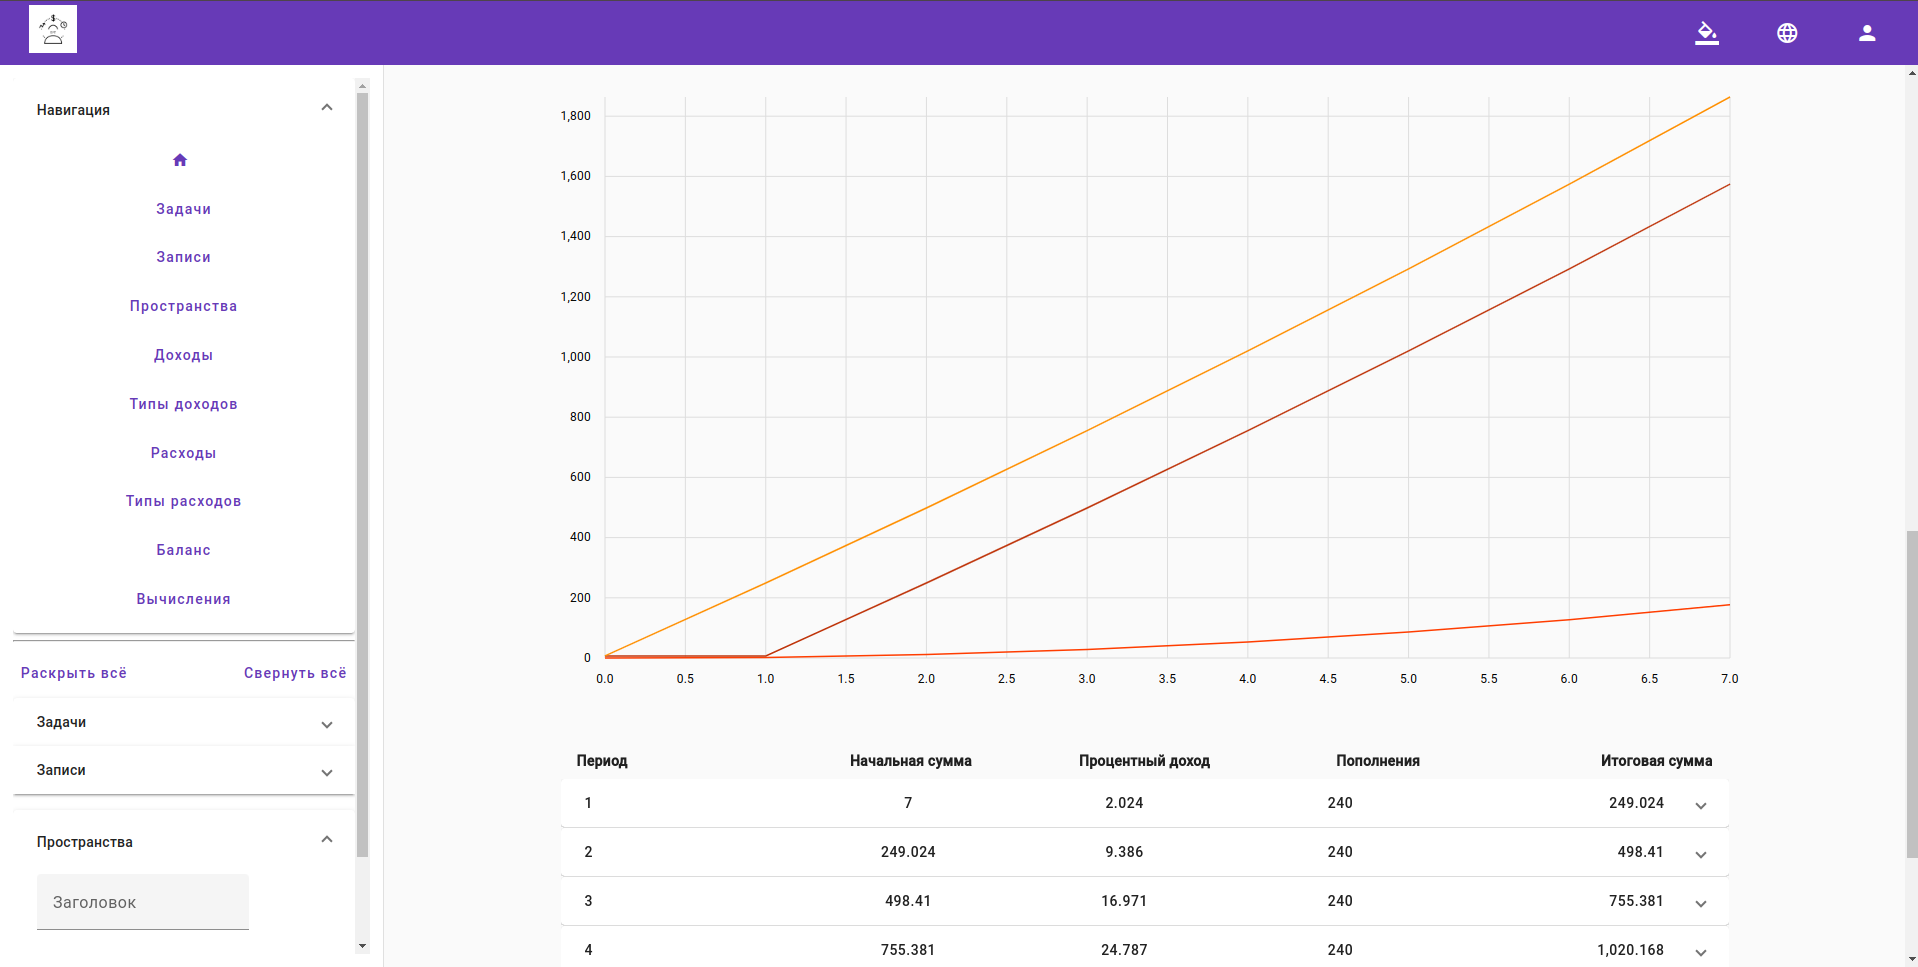 Навигация
Задачи
Записи
Пространства
Доходы
Типы доходов
Расходы
Типы расходов
Баланс
Вычисления
Раскрыть всё Свернуть всё
Задачи
Записи
Пространства
Заголовок
1,800
1,600
1,400
1,200
1,000
800
600
400
200
0
0.0 0.5 1.0 1.5 2.0 2.5 3.0 3.5 4.0 4.5 5.0 5.5 6.0 6.5 7.0
Период Начальная сумма Процентный доход Пополнения Итоговая сумма
1 7 2.024 240 249.024
2 249.024 9.386 240 498.41
3 498.41 16.971 240 755.381
4 755.381 24.787 240 1,020.168